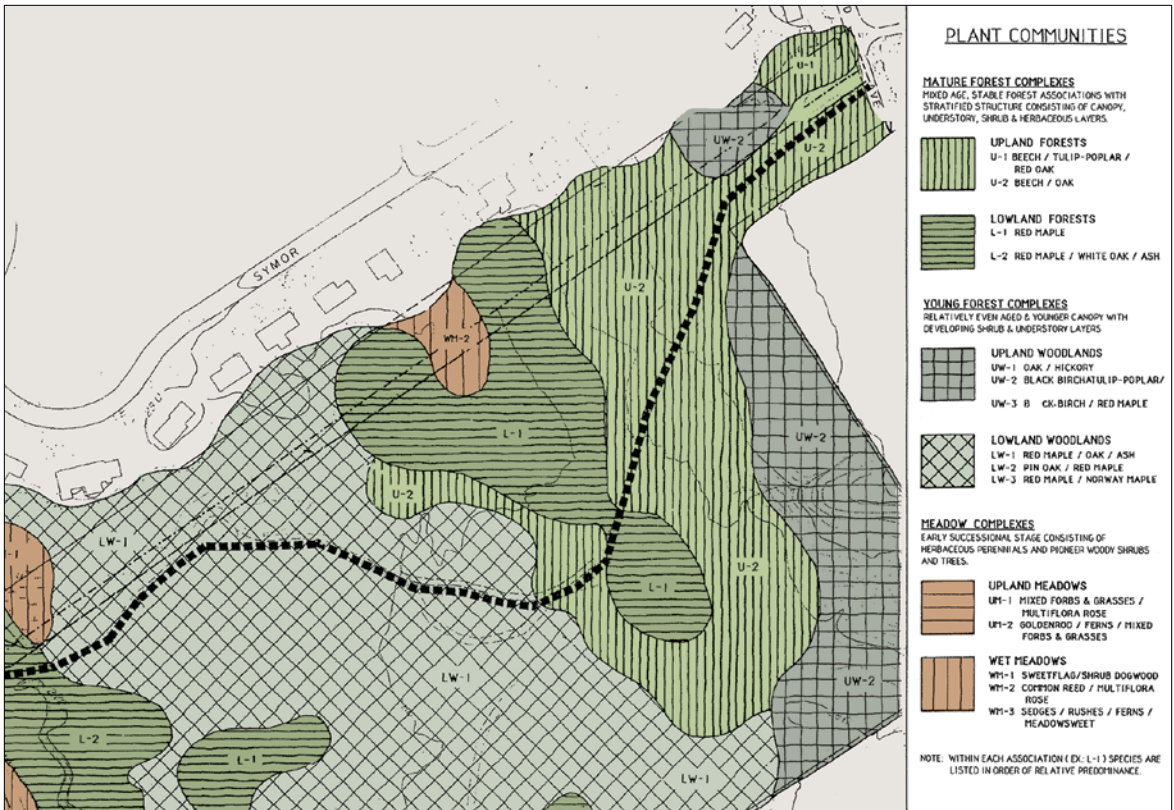 U-1
AVE
UW-2
U-2
SYMOR
U-2
WM-2
L-1
UW-2
U-2
LW-1
-1
L-1
U-2
LW-1
UW-2
L-2
L-1
LW-1
PLANT COMMUNITIES
MATURE FOREST COMPLEXES
MIXED AGE, STABLE FOREST ASSOCIATIONS WITH
STRATIFIED STRUCTURE CONSISTING OF CANOPY,
UNDERSTORY, SHRUB & HERBACEOUS LAYERS.
UPLAND FORESTS
U-1 BEECH / TULIP-POPLAR /
RED OAK
U-2 BEECH / OAK
LOWLAND FORESTS
L-1 RED MAPLE
L-2 RED MAPLE / WHITE OAK / ASH
YOUNG FOREST COMPLEXES
RELATIVELY EVEN AGED & YOUNGER CANOPY WITH
DEVELOPING SHRUB & UNDERSTORY LAYERS
UPLAND WOODLANDS
UW-1 OAK / HICKORY
UW-2 BLACK BIRCHATULIP-POPLAR/
UW-3 B CK-BIRCH / RED MAPLE
LOWLAND WOODLANDS
LW-1 RED MAPLE / OAK / ASH
LW-2 PIN OAK / RED MAPLE
LW-3 RED MAPLE / NORWAY MAPLE
MEADOW COMPLEXES
EARLY SUCCESSIONAL STAGE CONSISTING OF
HERBACEOUS PERENNIALS AND PIONEER WOODY SHRUBS
AND TREES.
UPLAND MEADOWS
UM-1 MIXED FORBS & GRASSES /
MULTIFLORA ROSE
UM-2 GOLDENROD / FERNS / MIXED
FORBS & GRASSES
WET MEADOWS
WM-1 SWEETFLAG/SHRUB DOGWOOD
WM-2 COMMON REED / MULTIFLORA
ROSE
WM-3 SEDGES / RUSHES / FERNS /
MEADOWSWEET
NOTE: WITHIN EACH ASSOCIATION (EX: L-1) SPECIES ARE
LISTED IN ORDER OF RELATIVE PREDOMINANCE.